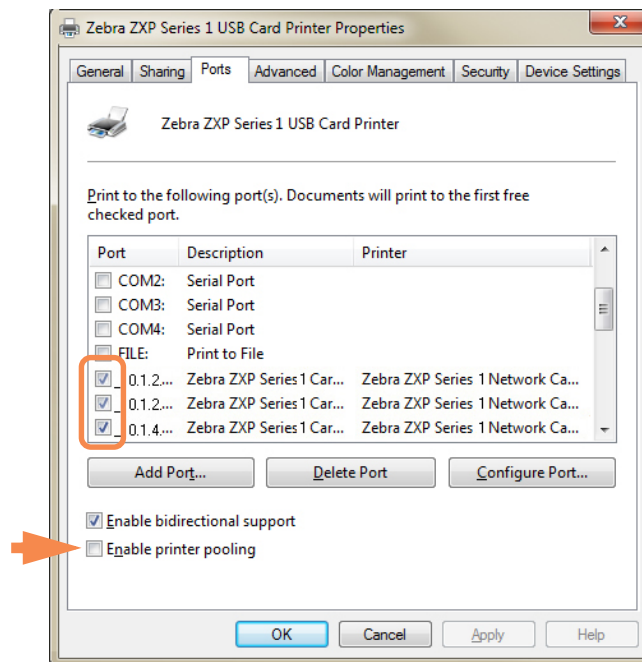 Zebra ZXP Series 1 USB Card Printer Properties
x
General Sharing Ports Advanced Color Management Security Device Settings
Zebra ZXP Series 1 USB Card Printer
Print to the following port(s). Documents will print to the first free
checked port.
Port Description Printer
COM2: Serial Port
COM3: Serial Port
COM4: Serial Port
FILE: Print to File
_ 0.1.2... Zebra ZXP Series 1 Car... Zebra ZXP Series 1 Network Ca...
_ 0.1.2... Zebra ZXP Series 1 Car... Zebra ZXP Series 1 Network Ca...
_ 0.1.4... Zebra ZXP Series 1 Car... Zebra ZXP Series 1 Network Ca...
Add Port... Delete Port Configure Port...
Enable bidirectional support
Enable printer pooling
OK Cancel Apply Help